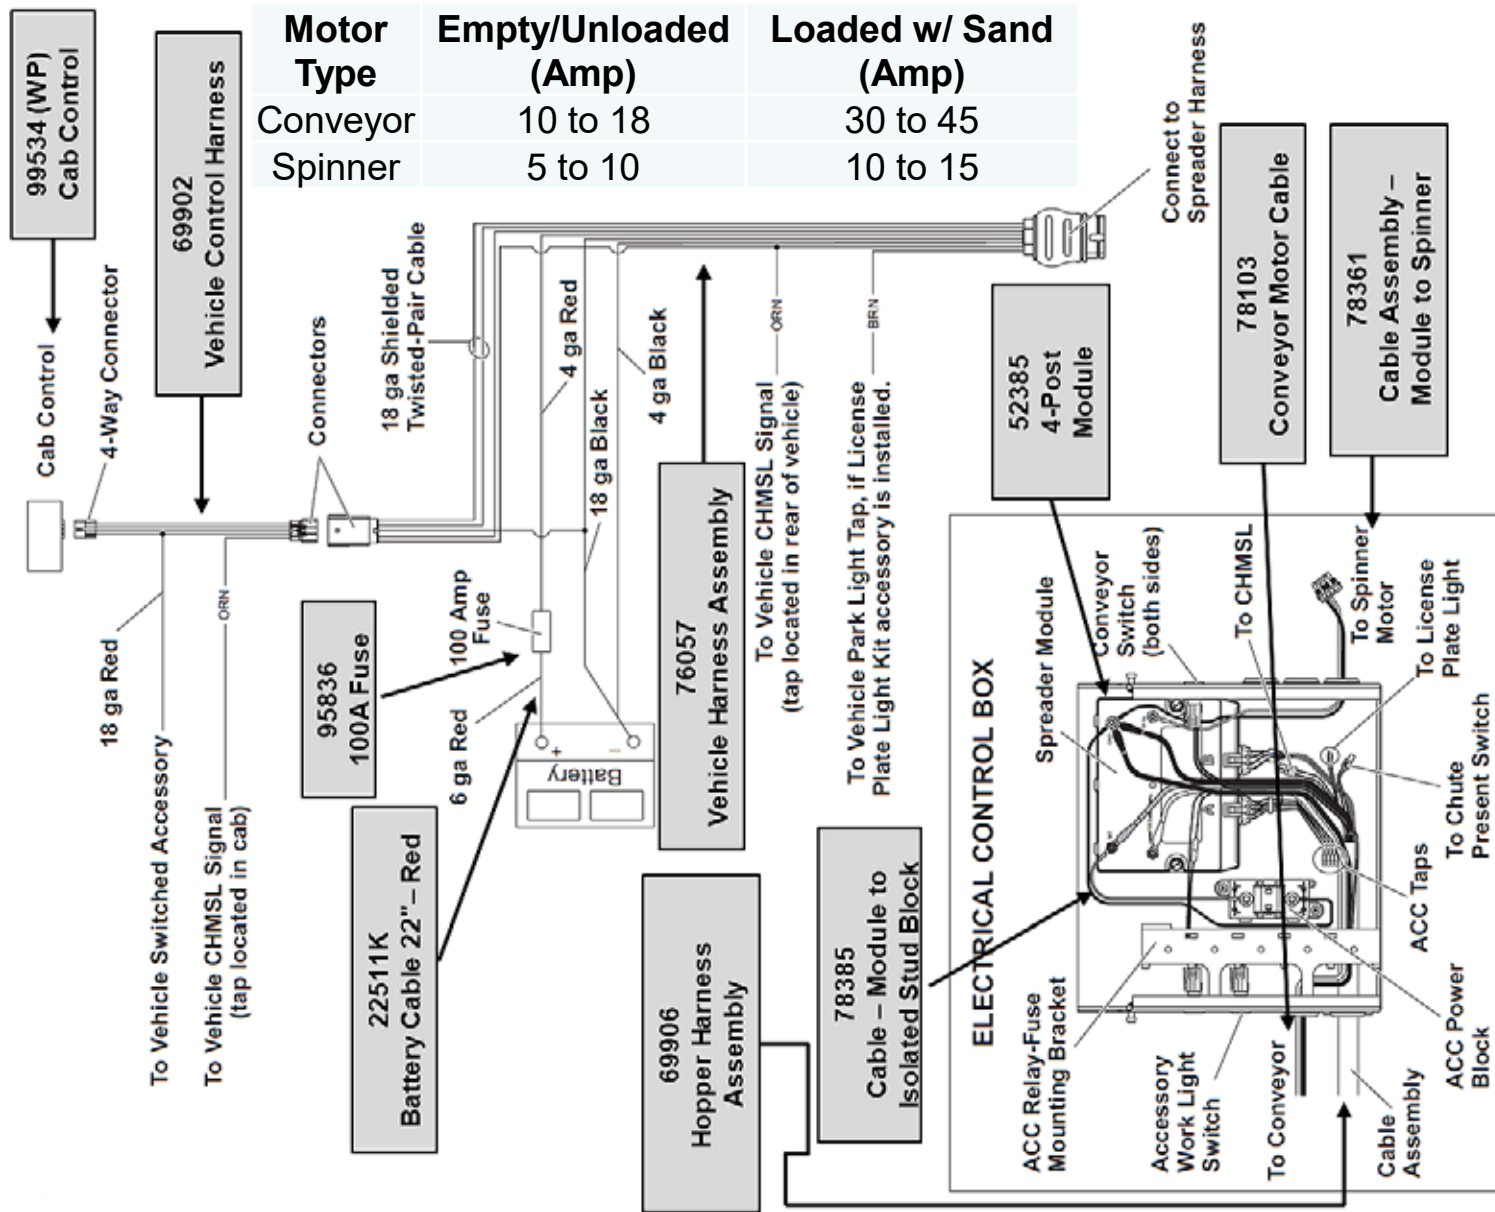 Motor Type
Empty/Unloaded (Amp)
Loaded w/ Sand (Amp)
Conveyor
10 to 18
30 to 45
Spinner
5 to 10
10 to 15
99534 (WP)
Cab Control
69902
Vehicle Control Harness
Cab Control
4-Way Connector
Connectors
18 ga Red
ORN
To Vehicle Switched Accessory
To Vehicle CHMSL Signal
(tap located in cab)
18 ga Shielded
Twisted-Pair Cable
4 ga Red
18 ga Black
4 ga Black
95836
100A Fuse
100 Amp
Fuse
6 ga Red
Battery
+
–
22511K
Battery Cable 22"– Red
76057
Vehicle Harness Assembly
ORN
To Vehicle CHMSL Signal
(tap located in rear of vehicle)
BRN
To Vehicle Park Light Tap, if License
Plate Light Kit accessory is installed.
Connect to
Spreader Harness
52385
4-Post
Module
78103
Conveyor Motor Cable
78361
Cable Assembly –
Module to Spinner
69906
Hopper Harness
Assembly
78385
Cable – Module to
Isolated Stud Block
ELECTRICAL CONTROL BOX
Spreader Module
Conveyor
Switch
(both sides)
To CHMSL
To Spinner
Motor
To License
Plate Light
To Chute
Present Switch
ACC Taps
ACC Power
Block
ACC Relay-Fuse
Mounting Bracket
Accessory
Work Light
Switch
To Conveyor
Cable
Assembly